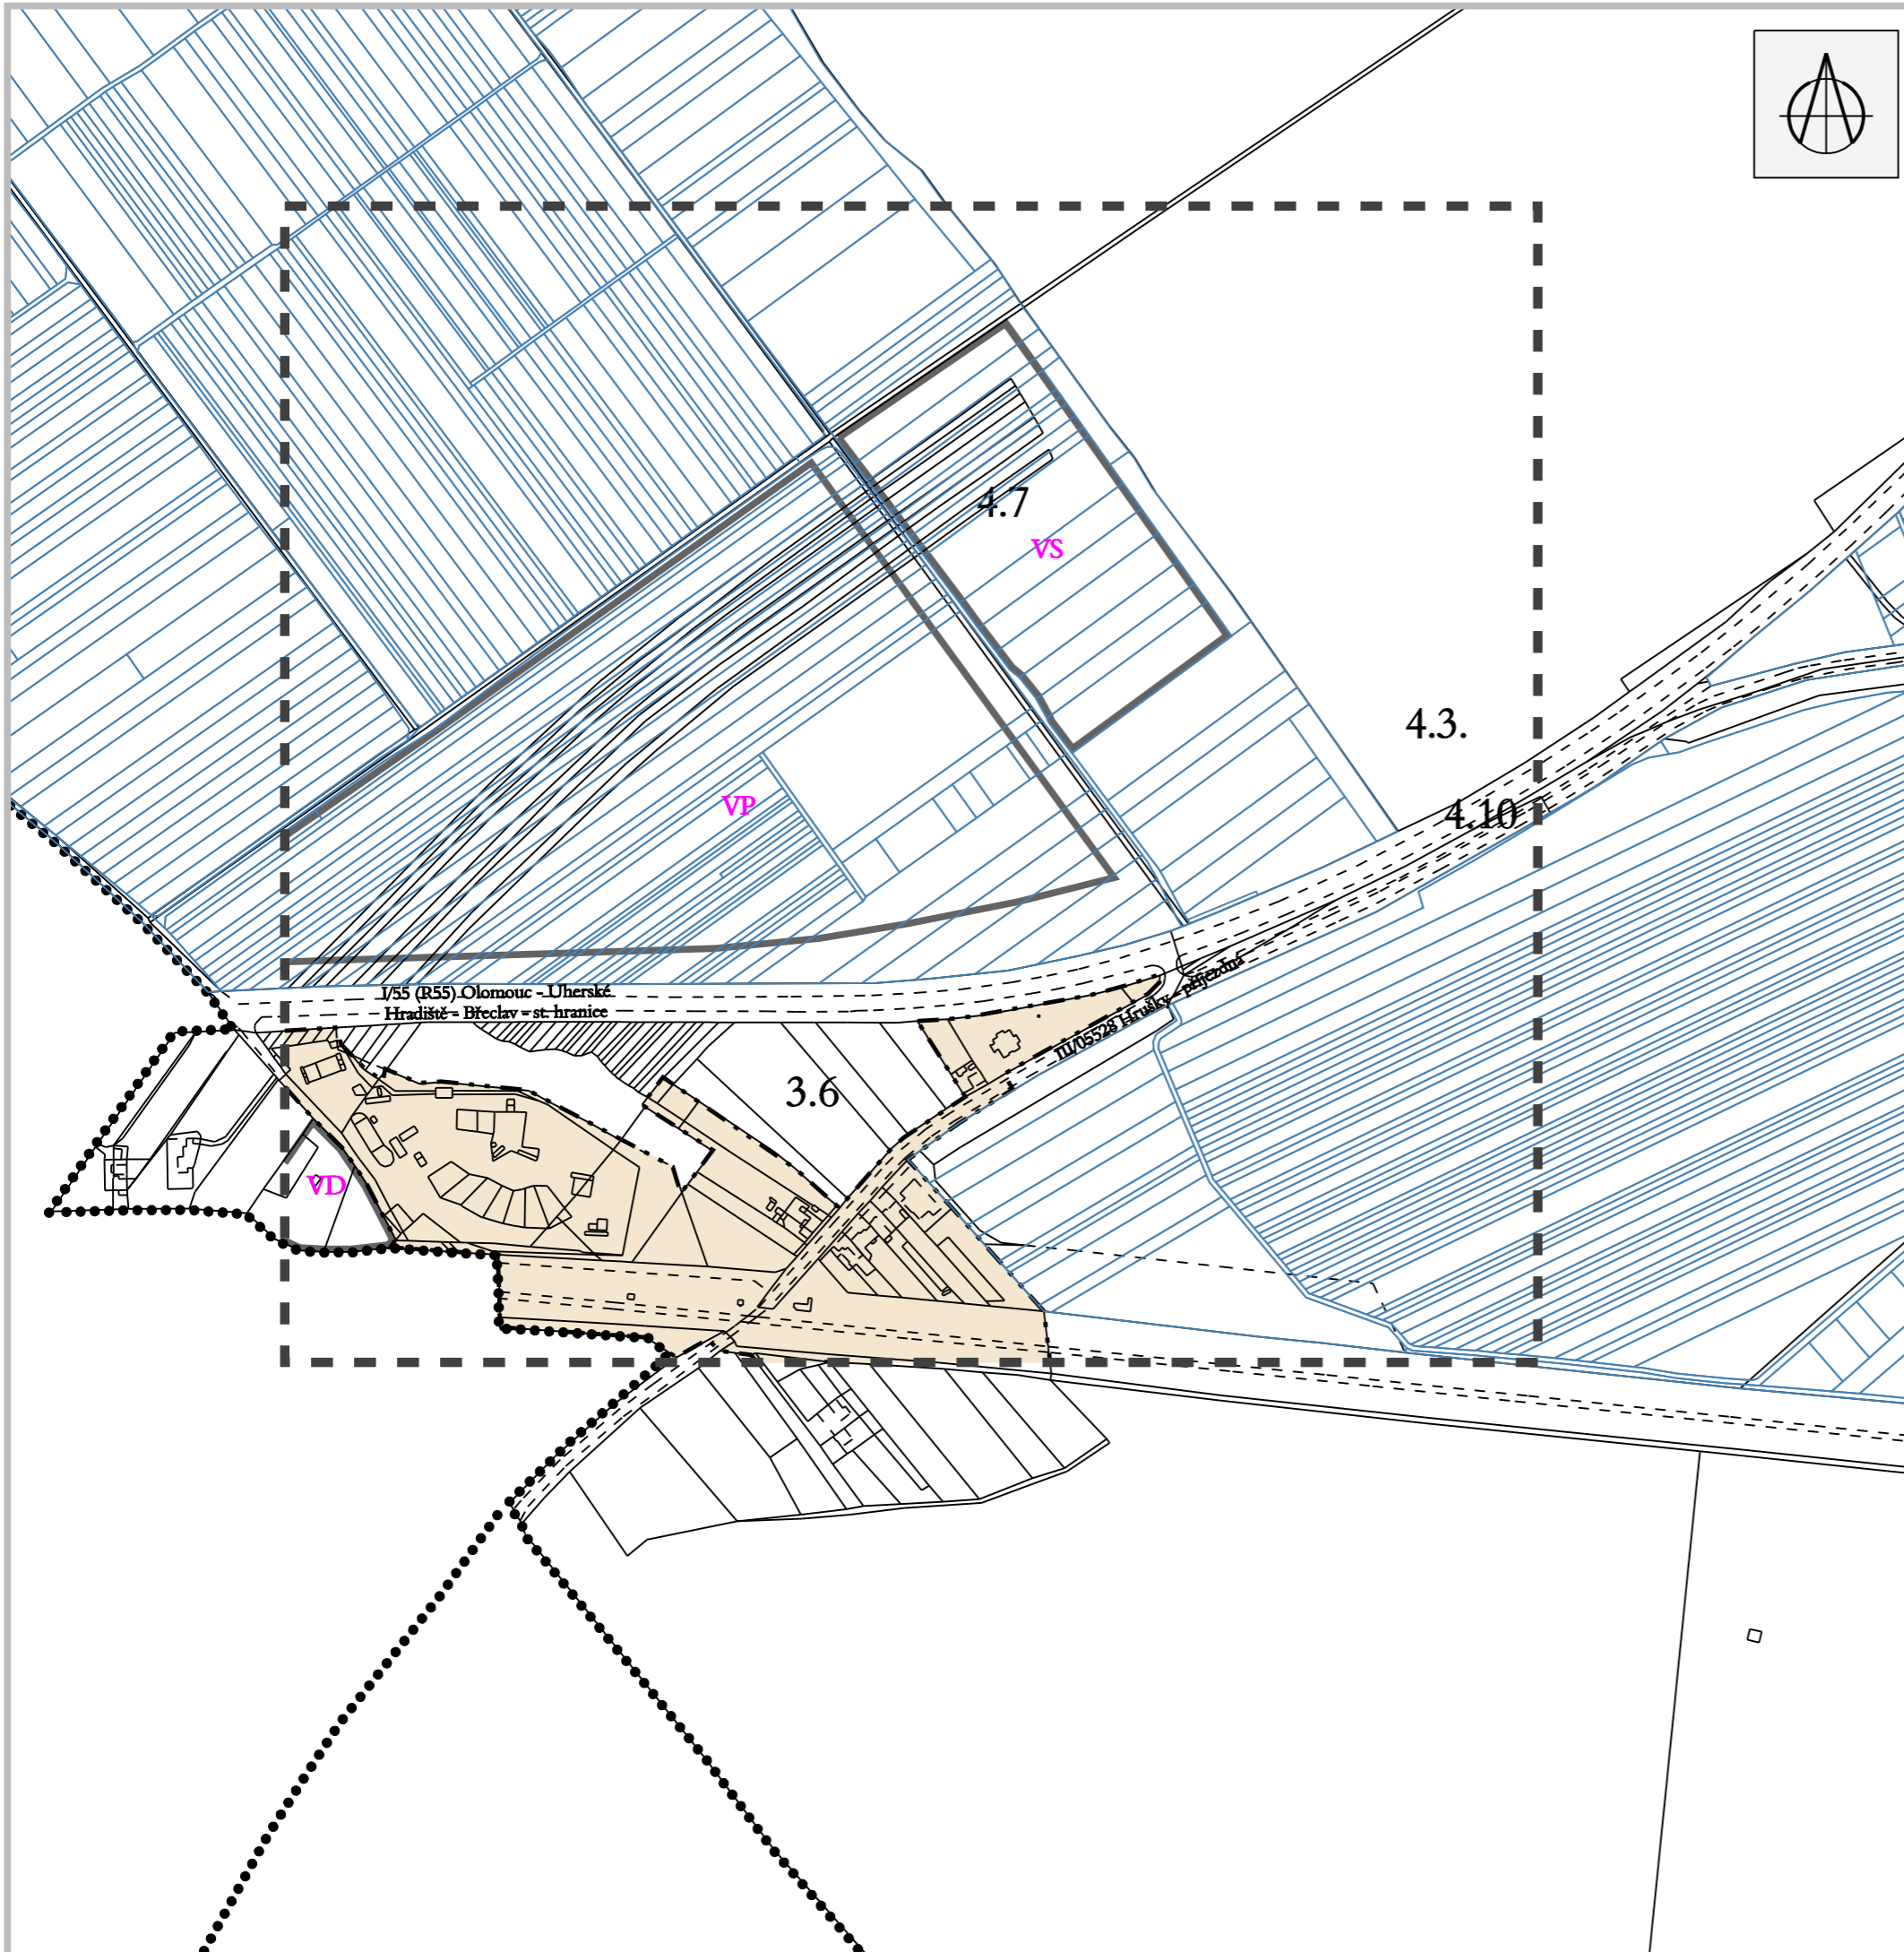 4.7
VS
4.3.
VP
4.10
I/55 (R55) Olomouc - Uherské
Hradiště - Břeclav - st. hranice
III/05528 Hrušky - příjezdná
3.6
VD